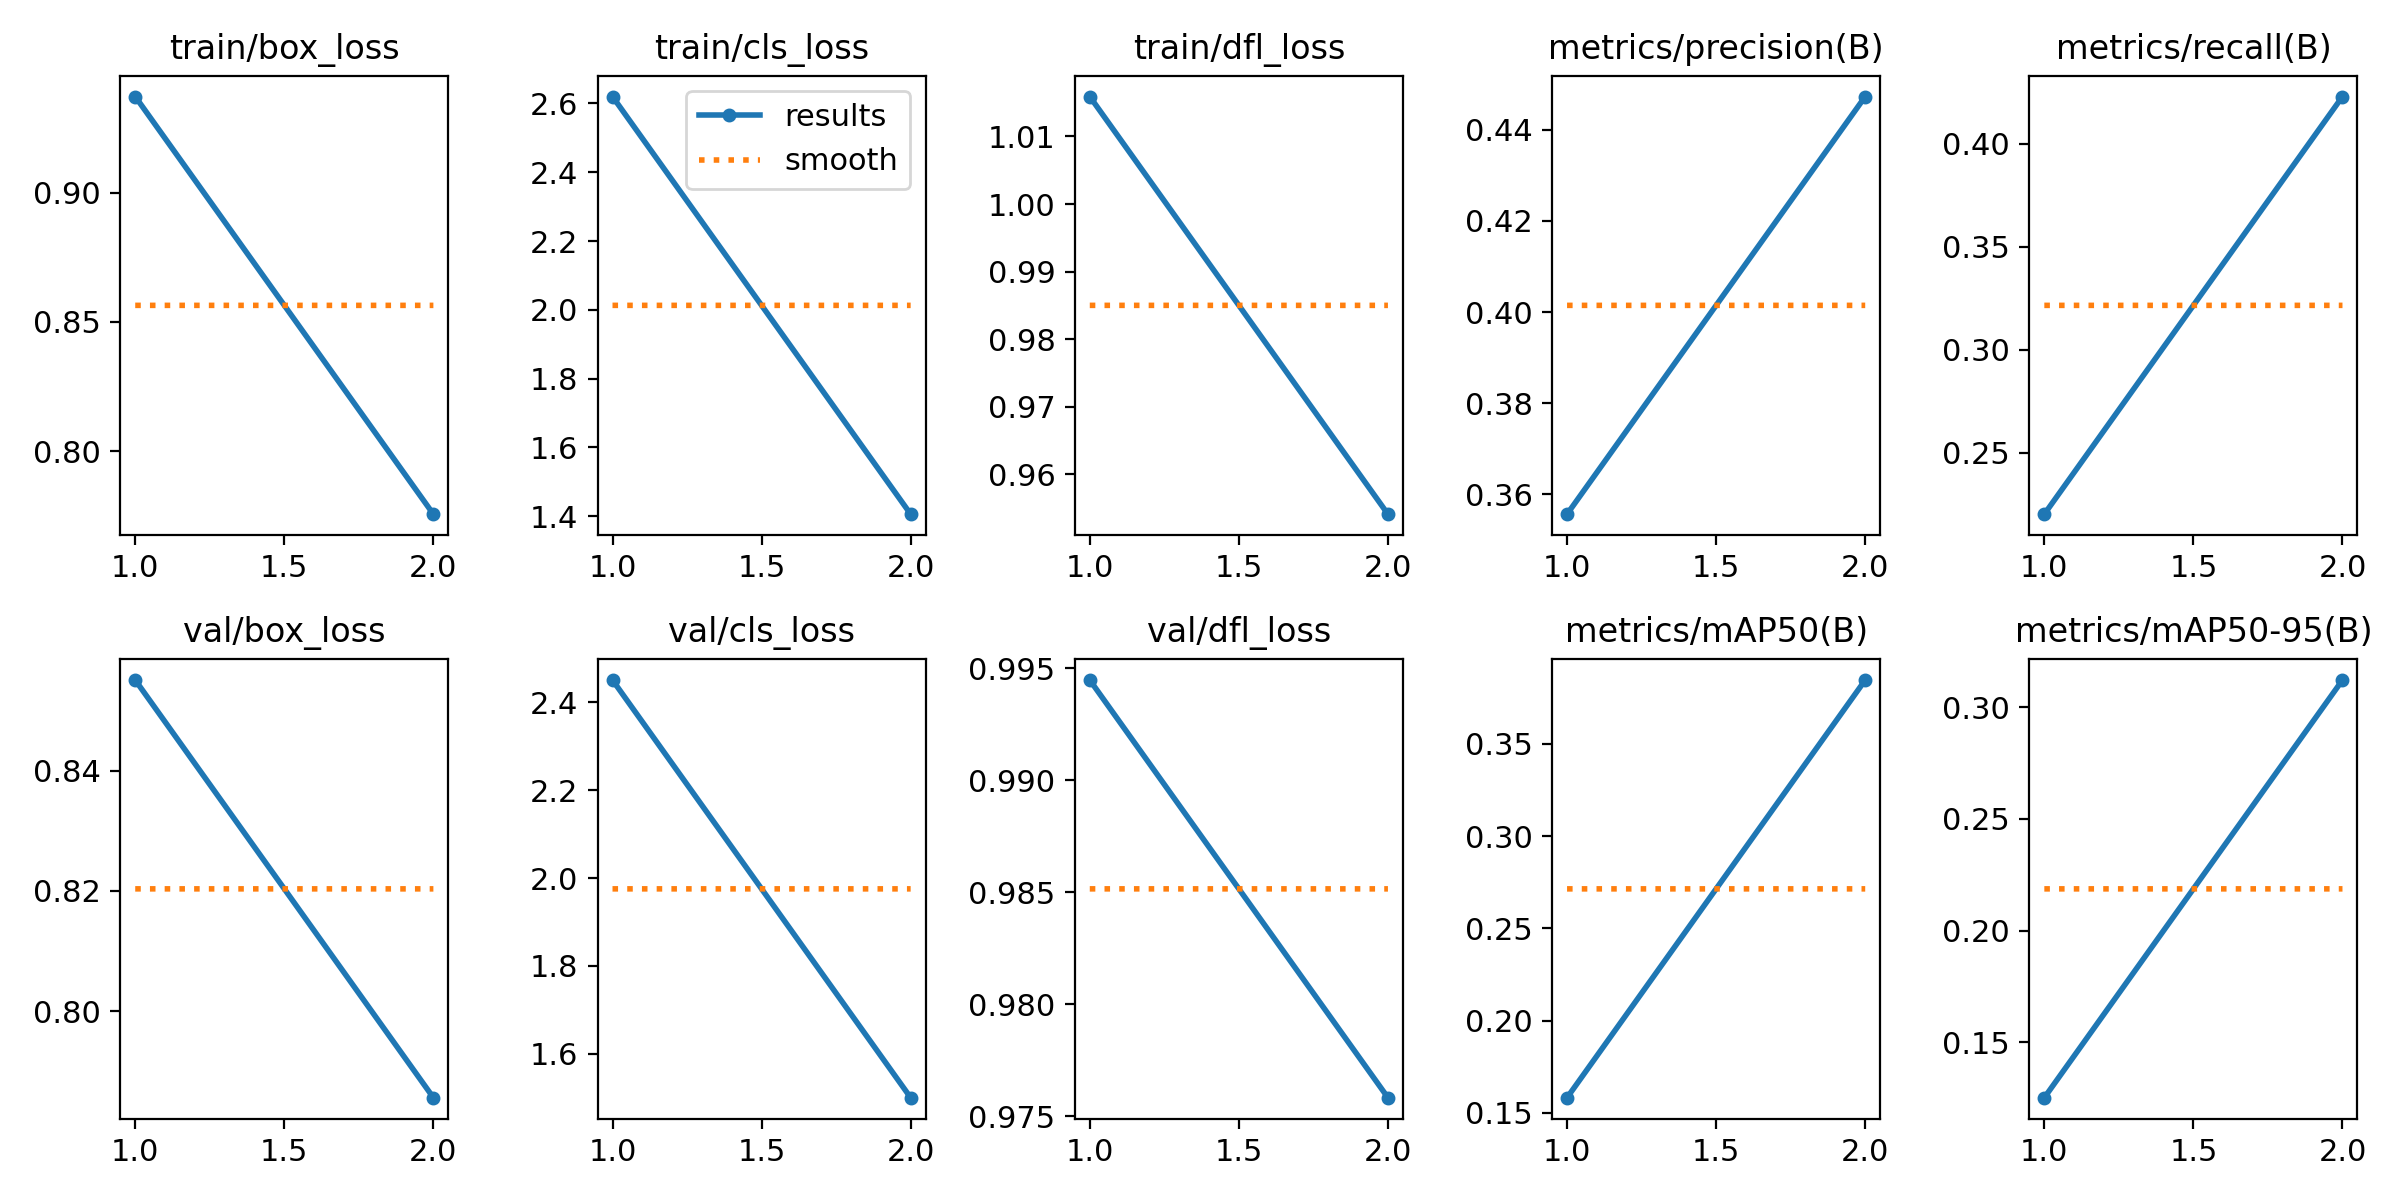 train/box_loss
0.90
0.85
0.80
1.0 1.5 2.0
train/cls_loss
results
smooth
2.6
2.4
2.2
2.0
1.8
1.6
1.4
1.0 1.5 2.0
train/dfl_loss
1.01
1.00
0.99
0.98
0.97
0.96
1.0 1.5 2.0
metrics/precision(B)
0.44
0.42
0.40
0.38
0.36
1.0 1.5 2.0
metrics/recall(B)
0.40
0.35
0.30
0.25
1.0 1.5 2.0
val/box_loss
0.84
0.82
0.80
1.0 1.5 2.0
val/cls_loss
2.4
2.2
2.0
1.8
1.6
1.0 1.5 2.0
val/dfl_loss
0.995
0.990
0.985
0.980
0.975
1.0 1.5 2.0
metrics/mAP50(B)
0.35
0.30
0.25
0.20
0.15
1.0 1.5 2.0
metrics/mAP50-95(B)
0.30
0.25
0.20
0.15
1.0 1.5 2.0